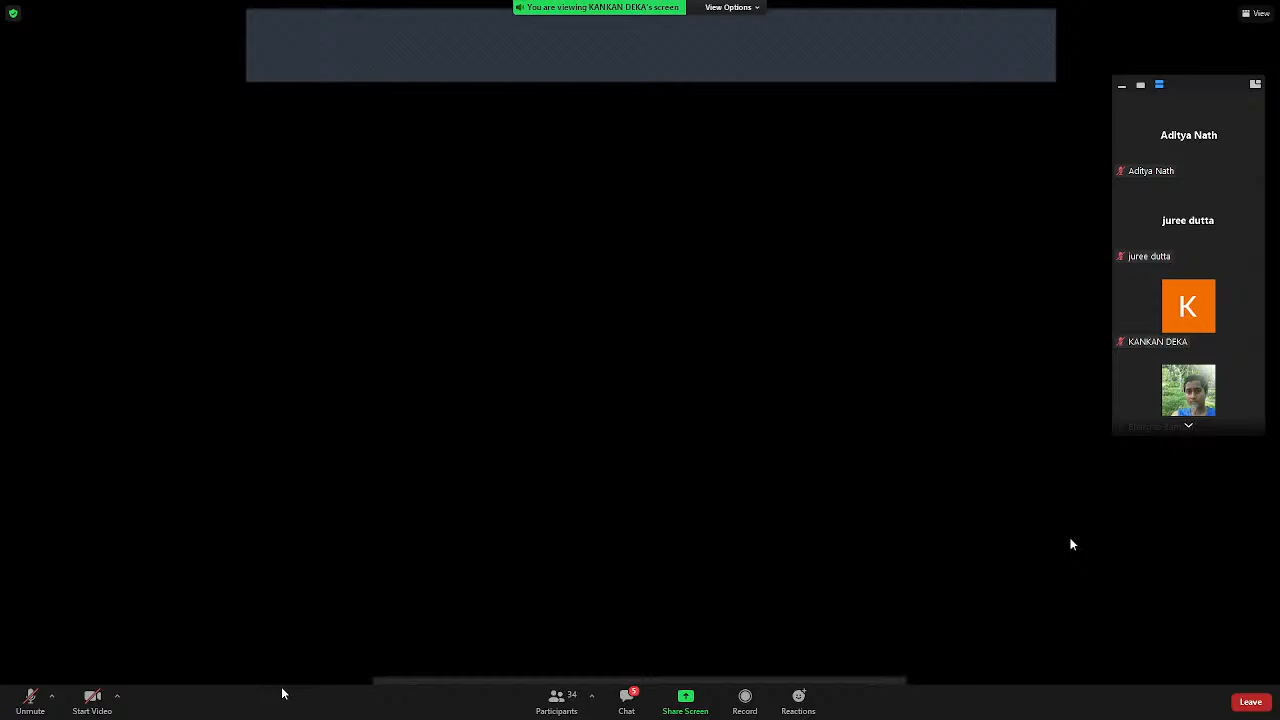 You are viewing KANKAN DEKA's screen
View Options
View
Aditya Nath
Aditya Nath
juree dutta
juree dutta
K
KANKAN DEKA
Unmute
Start Video
34
Participants
5
Chat
Share Screen
Record
Reactions
Leave